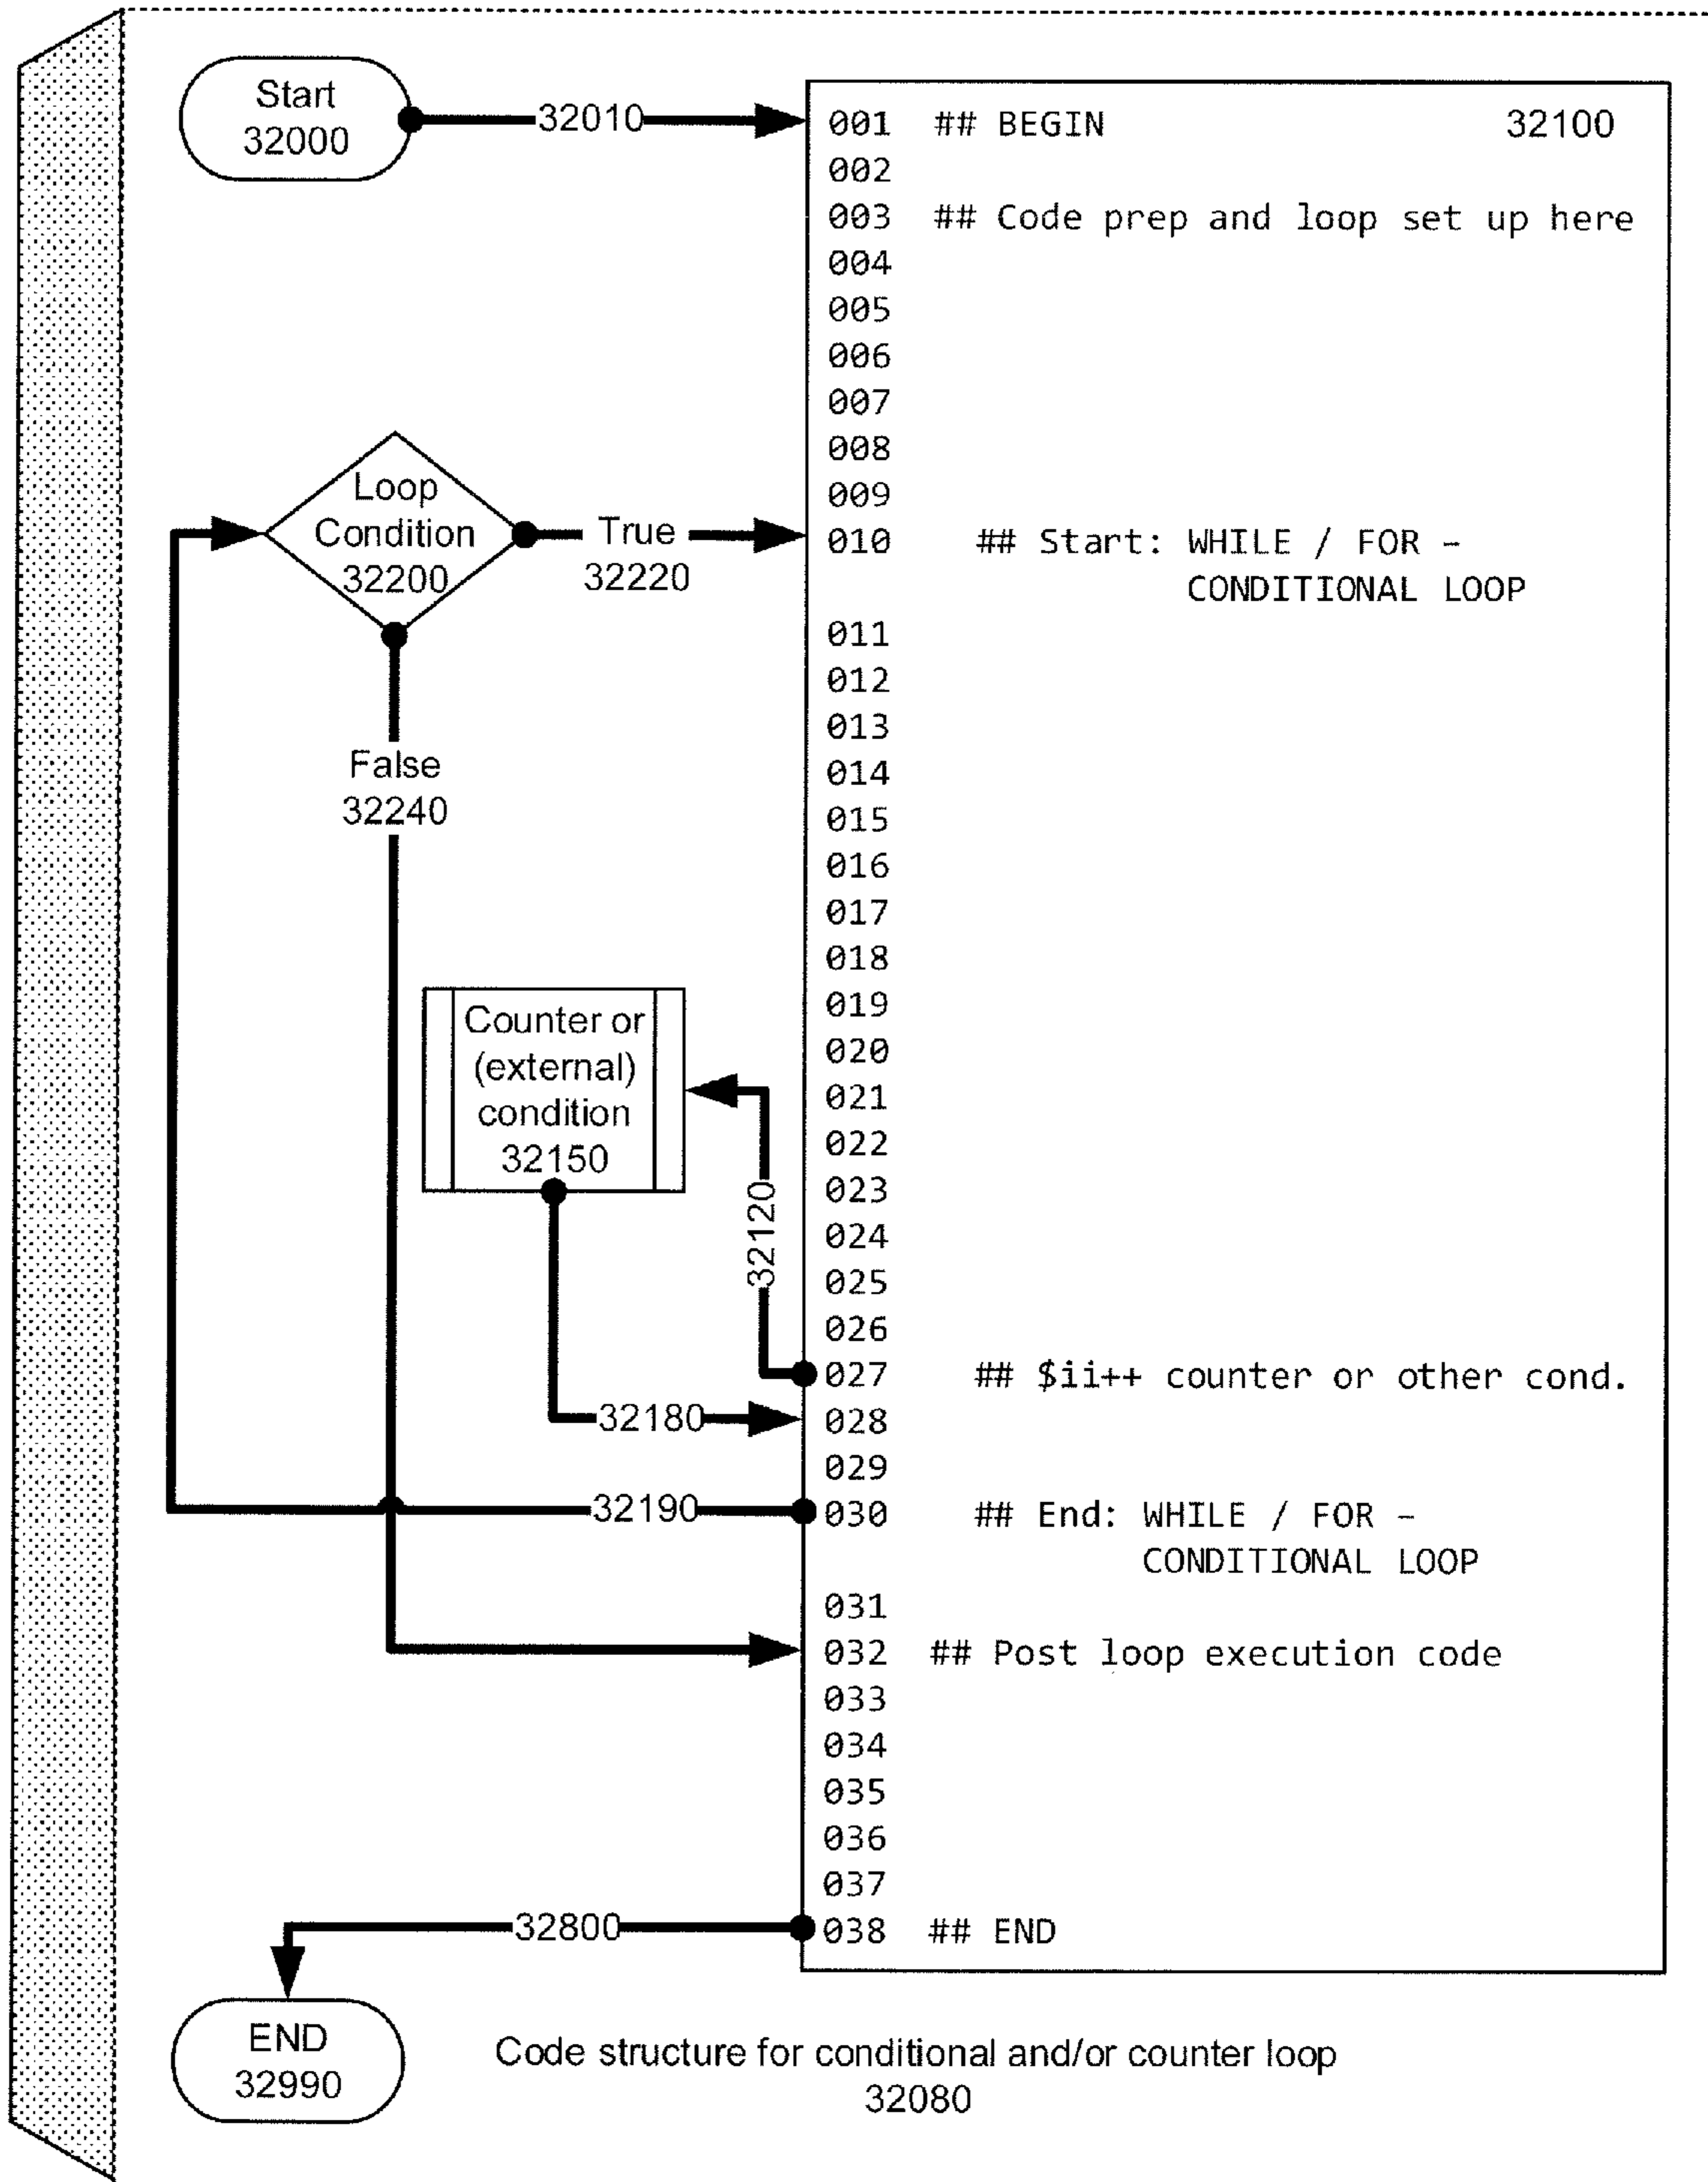 Start
32000
32010
001 ## BEGIN 32100
002
003 ## Code prep and loop set up here
004
005
006
007
008
009
Loop
Condition
32200
True
32220
010 ## Start: WHILE / FOR –
CONDITIONAL LOOP
011
012
013
False
32240
014
015
016
017
018
019
Counter or
(external)
condition
32150
020
021
022
023
32120
024
025
026
027 ## $ii++ counter or other cond.
32180
028
029
32190
030 ## End: WHILE / FOR –
CONDITIONAL LOOP
031
032 ## Post loop execution code
033
034
035
036
037
32800
038 ## END
END
32990
Code structure for conditional and/or counter loop
32080